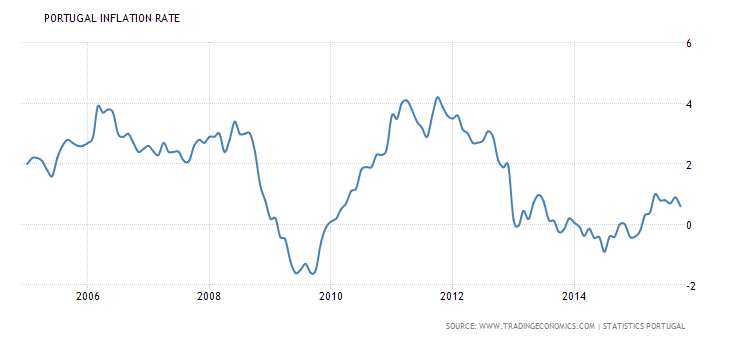 PORTUGAL INFLATION RATE
6
4
2
0
-2
2006 2008 2010 2012 2014
SOURCE: WWW.TRADINGECONOMICS.COM | STATISTICS PORTUGAL